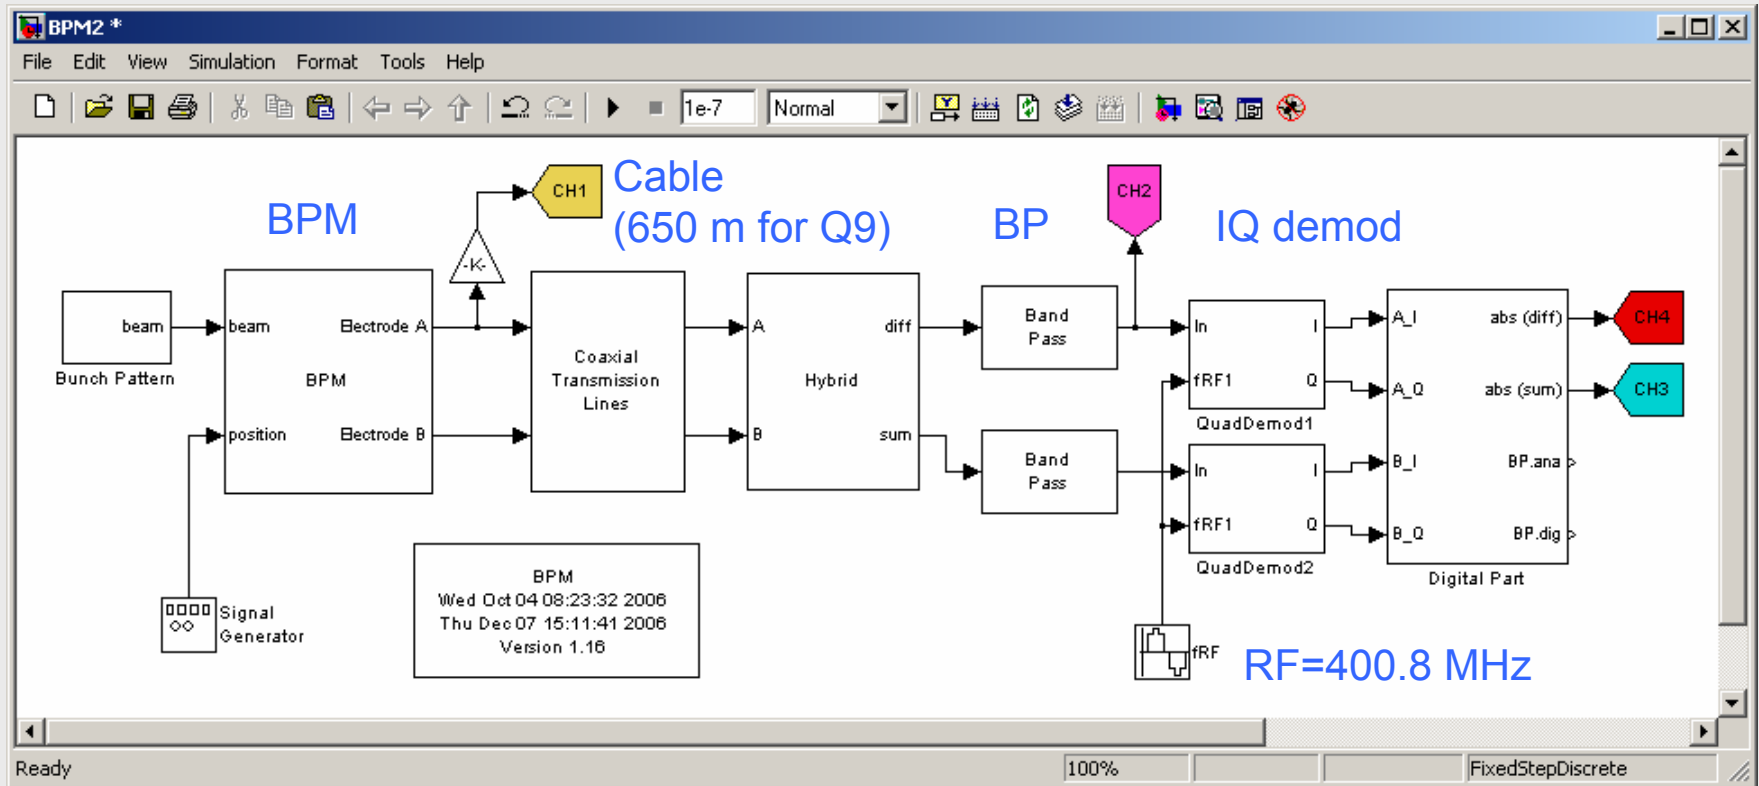 BPM2 *
File Edit View Simulation Format Tools Help
1e-7 Normal
BPM
CH1
Cable
(650 m for Q9)
BP
CH2
IQ demod
-K-
beam
Bunch Pattern
beam
position
BPM
Electrode A
Electrode B
Coaxial
Transmission
Lines
A
B
Hybrid
diff
sum
Band
Pass
Band
Pass
In
fRF1
I
Q
QuadDemod1
In
fRF1
I
Q
QuadDemod2
A_I
A_Q
B_I
B_Q
abs (diff)
abs (sum)
BP.ana
BP.dig
Digital Part
CH4
CH3
Signal
Generator
BPM
Wed Oct 04 08:23:32 2006
Thu Dec 07 15:11:41 2006
Version 1.16
fRF
RF=400.8 MHz
Ready 100% FixedStepDiscrete